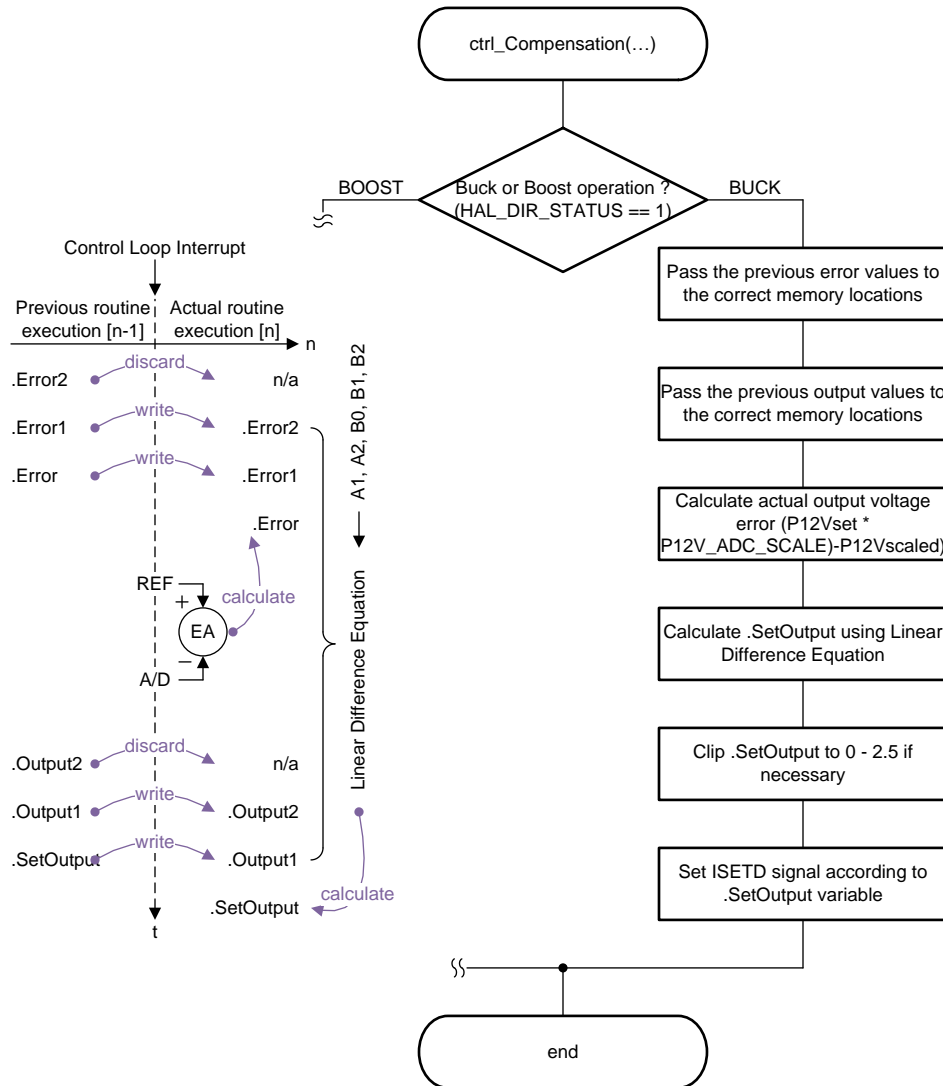 ctrl_Compensation(…)
BOOST
Buck or Boost operation ?
(HAL_DIR_STATUS == 1)
BUCK
Pass the previous error values to
the correct memory locations
Pass the previous output values to
the correct memory locations
Calculate actual output voltage
error (P12Vset *
P12V_ADC_SCALE)-P12Vscaled)
Calculate .SetOutput using Linear
Difference Equation
Clip .SetOutput to 0 - 2.5 if
necessary
Set ISETD signal according to
.SetOutput variable
end
Control Loop Interrupt
Previous routine
execution [n-1]
Actual routine
execution [n]
n
.Error2
discard
n/a
.Error1
write
.Error2
.Error
write
.Error1
.Error
REF
+
calculate
EA
−
A/D
.Output2
discard
n/a
.Output1
write
.Output2
.SetOutput
write
.Output1
.SetOutput
calculate
t
A1, A2, B0, B1, B2
Linear Difference Equation